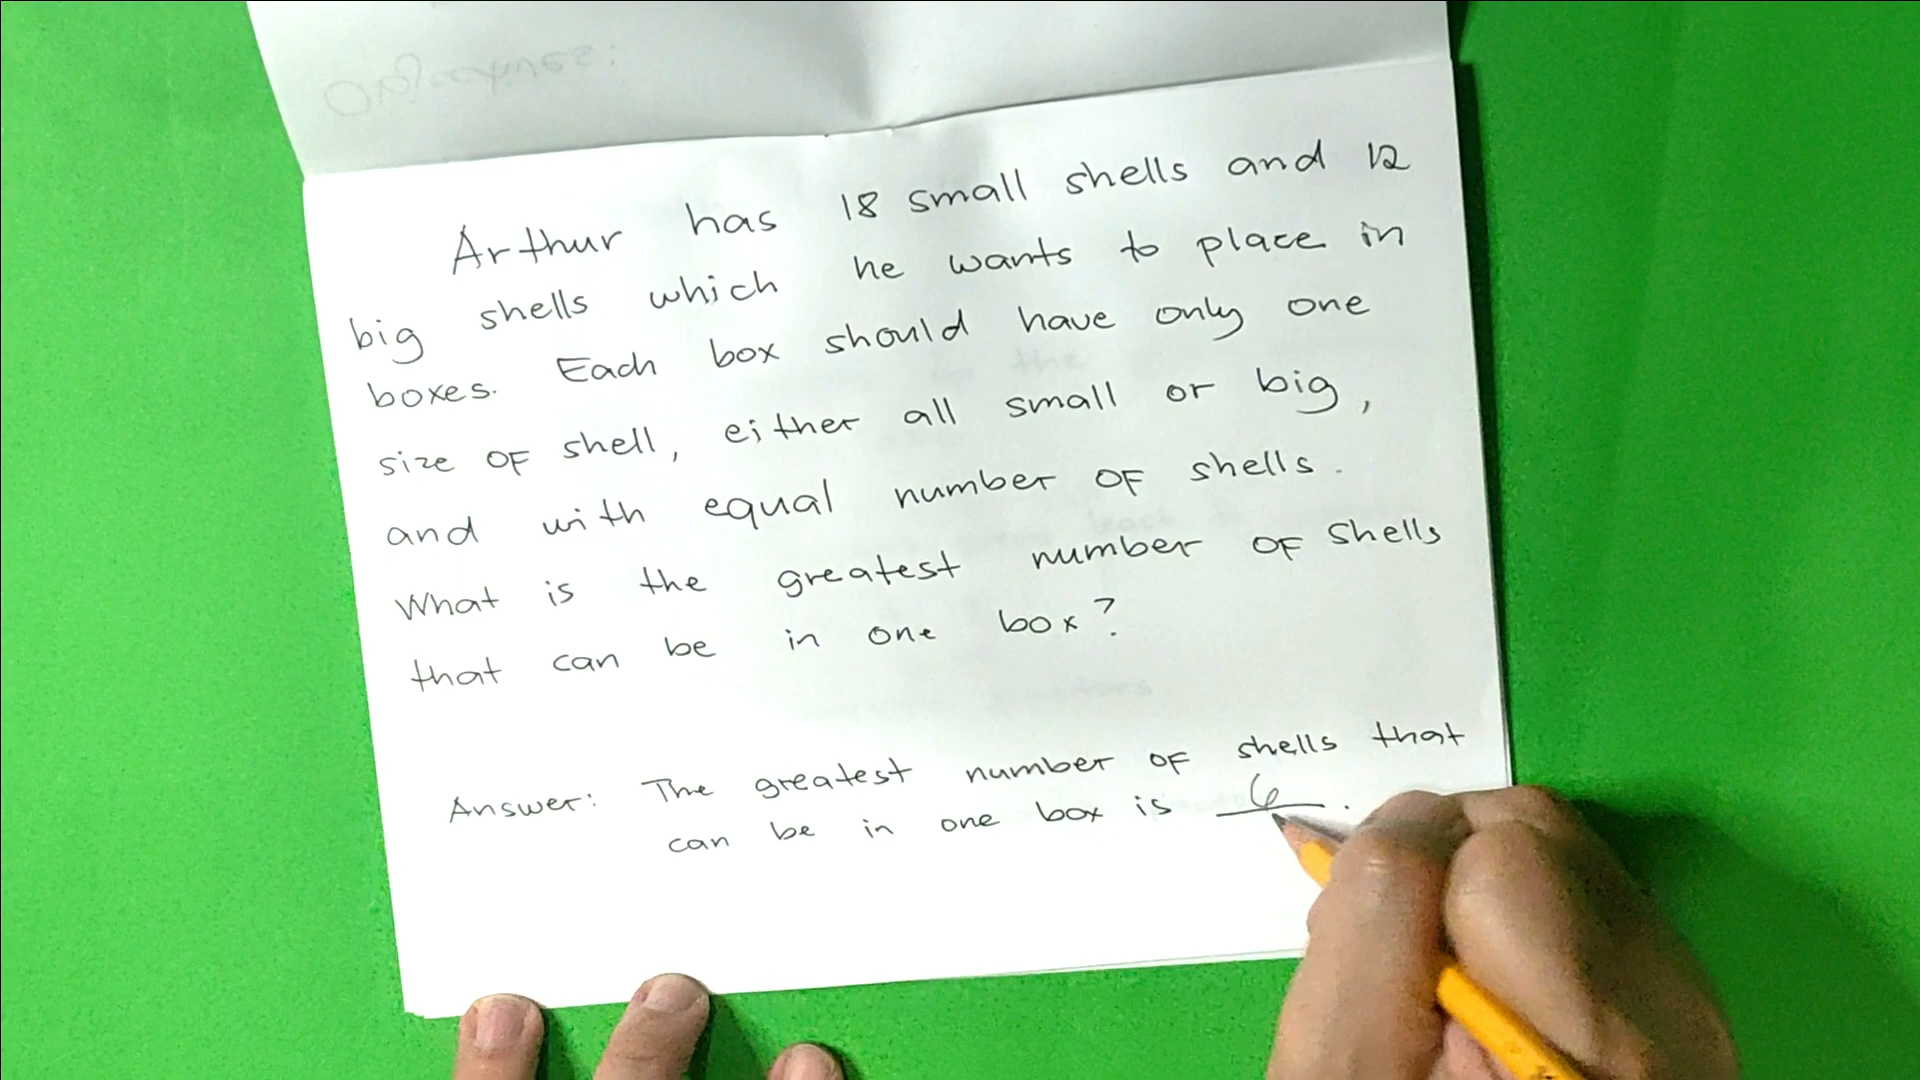 Arthur has 18 small shells and 12
big shells which he wants to place in
boxes. Each box should have only one
size of shell, either all small or big,
and with equal number of shells.
What is the greatest number of shells
that can be in one box?
Answer: The greatest number of shells that
can be in one box is 6.